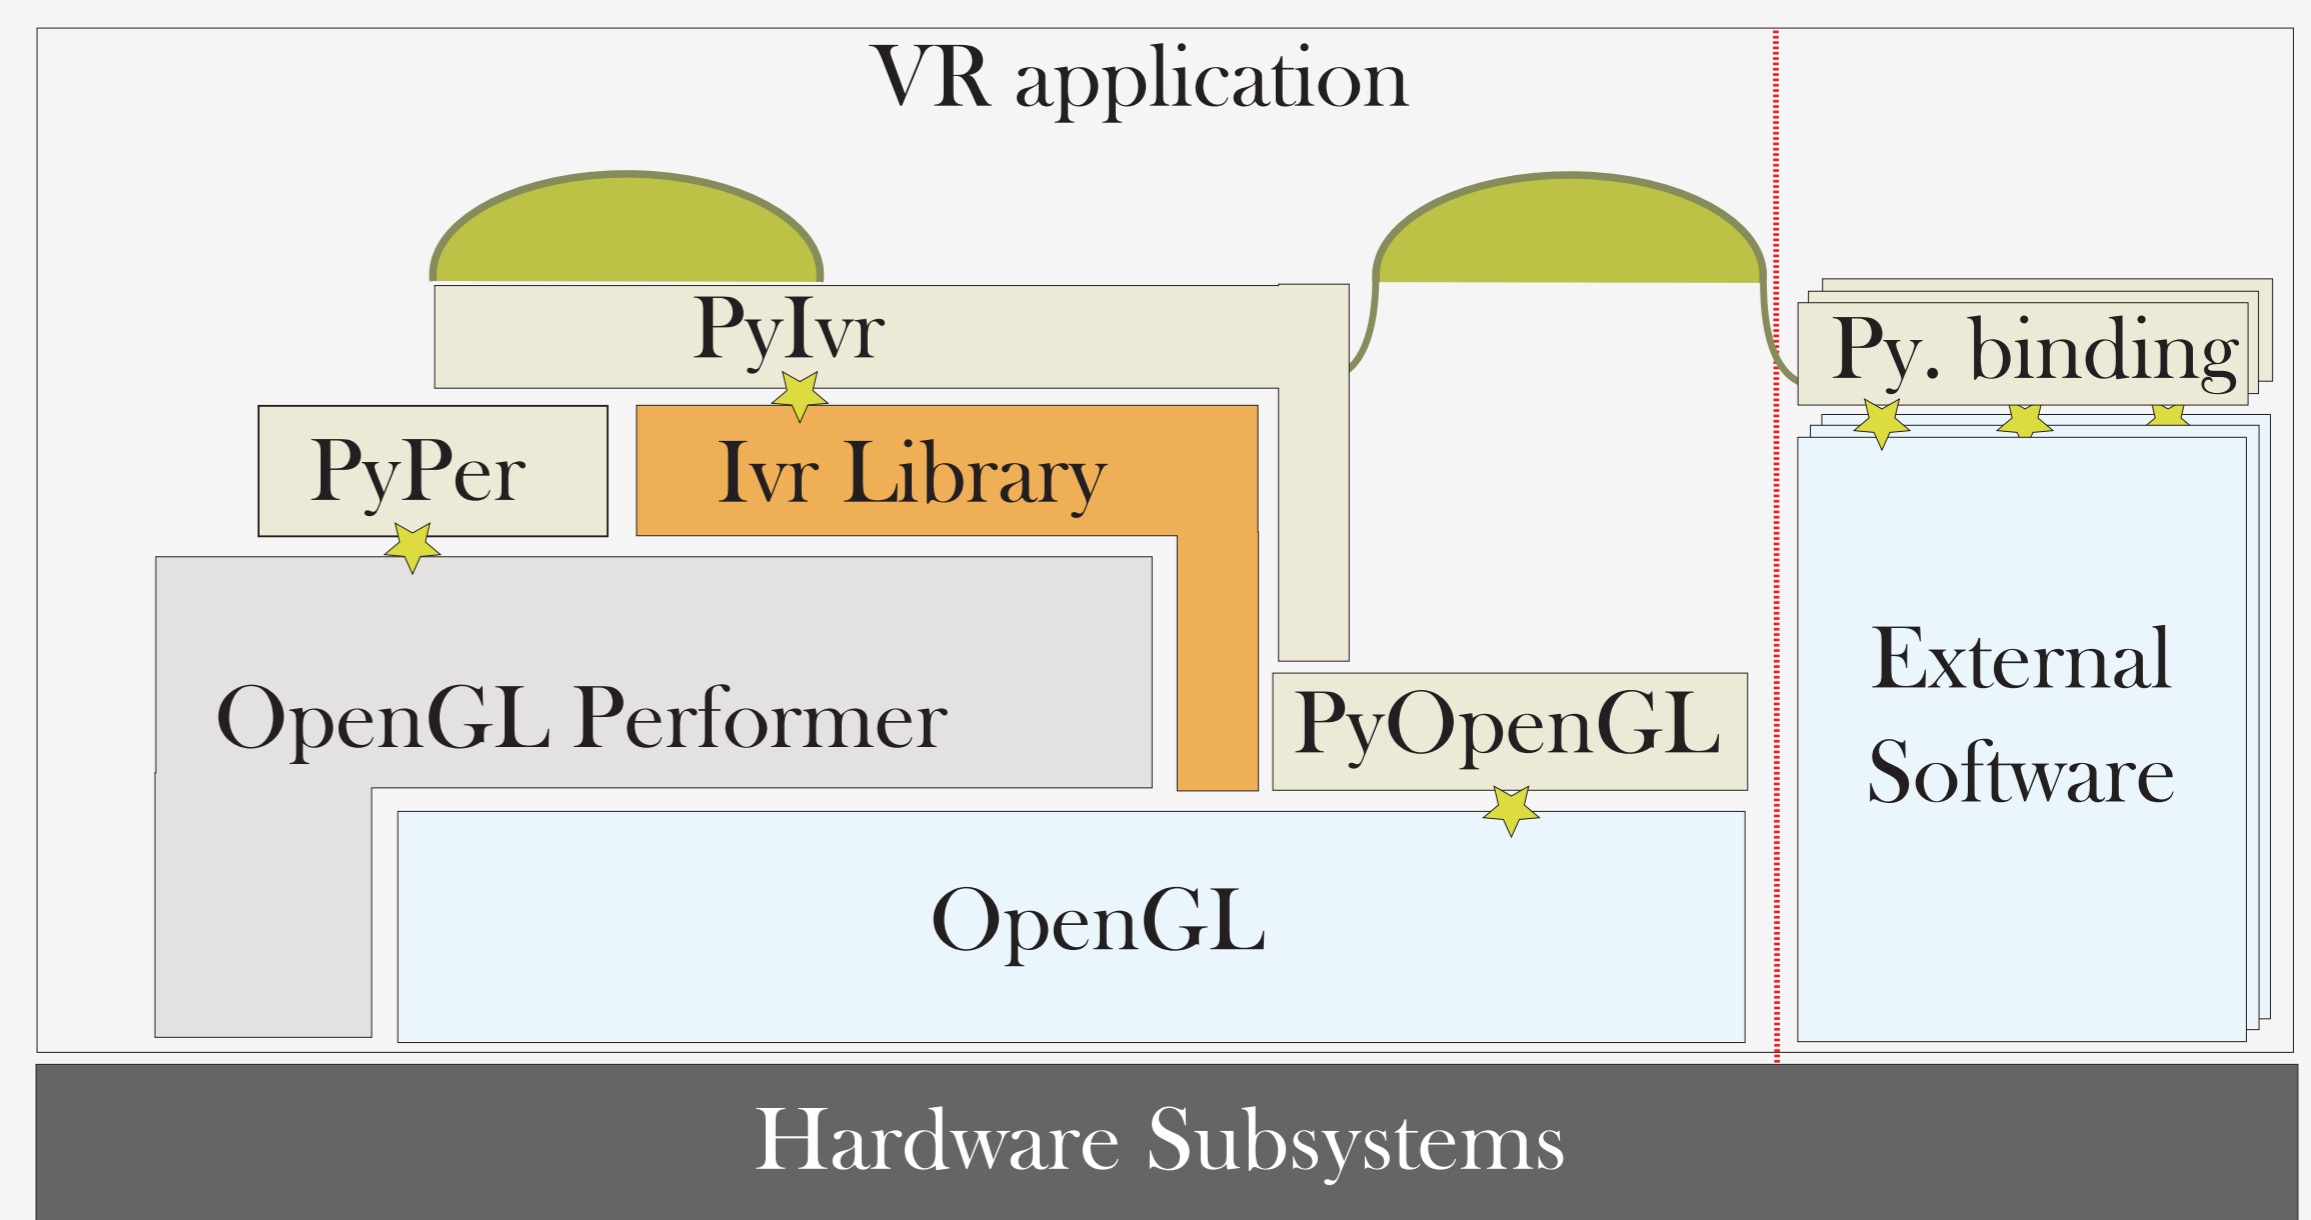 VR application
PyIvr
Py. binding
PyPer
Ivr Library
External
Software
OpenGL Performer
PyOpenGL
OpenGL
Hardware Subsystems